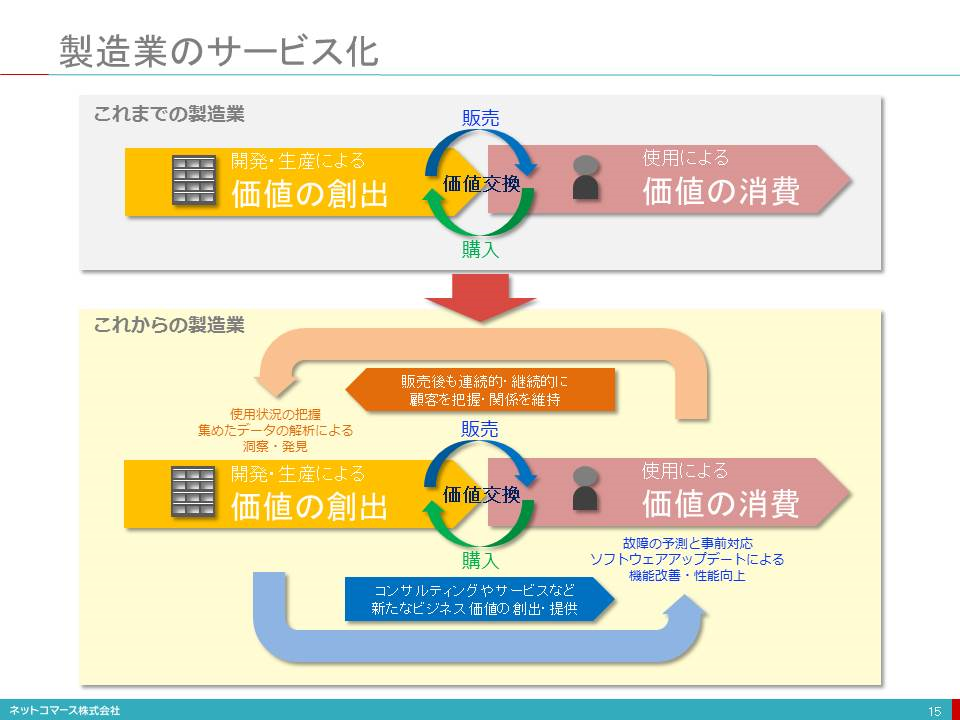 製造業のサービス化
これまでの製造業
販売
開発・生産による
価値の創出
価値交換
使用による
価値の消費
購入
これからの製造業
販売後も連続的・継続的に
顧客を把握・関係を維持
使用状況の把握
集めたデータの解析による
洞察・発見
販売
開発・生産による
価値の創出
価値交換
使用による
価値の消費
購入
故障の予測と事前対応
ソフトウェアアップデートによる
機能改善・性能向上
コンサルティングやサービスなど
新たなビジネス価値の創出・提供
ネットコマース株式会社
15